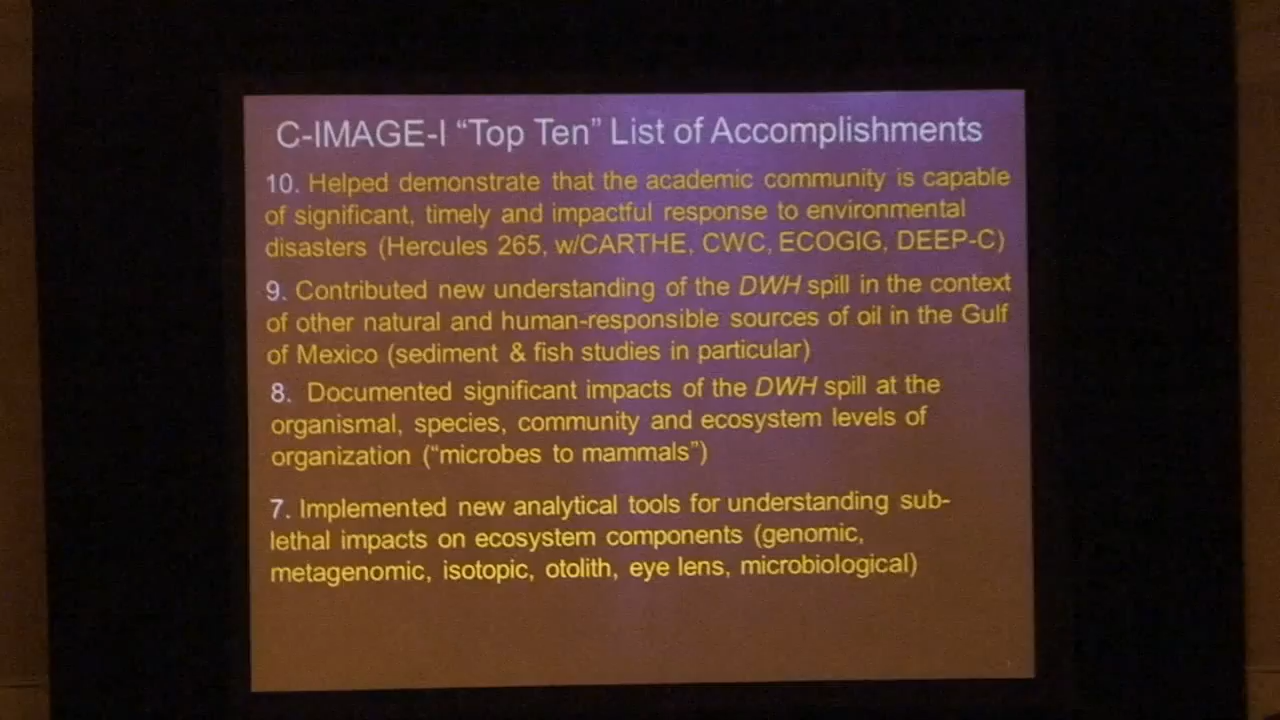 C-IMAGE-I “Top Ten” List of Accomplishments
10. Helped demonstrate that the academic community is capable
of significant, timely and impactful response to environmental
disasters (Hercules 265, w/CARTHE, CWC, ECOGIG, DEEP-C)
9. Contributed new understanding of the DWH spill in the context
of other natural and human-responsible sources of oil in the Gulf
of Mexico (sediment & fish studies in particular)
8. Documented significant impacts of the DWH spill at the
organismal, species, community and ecosystem levels of
organization (“microbes to mammals”)
7. Implemented new analytical tools for understanding sub-
lethal impacts on ecosystem components (genomic,
metagenomic, isotopic, otolith, eye lens, microbiological)